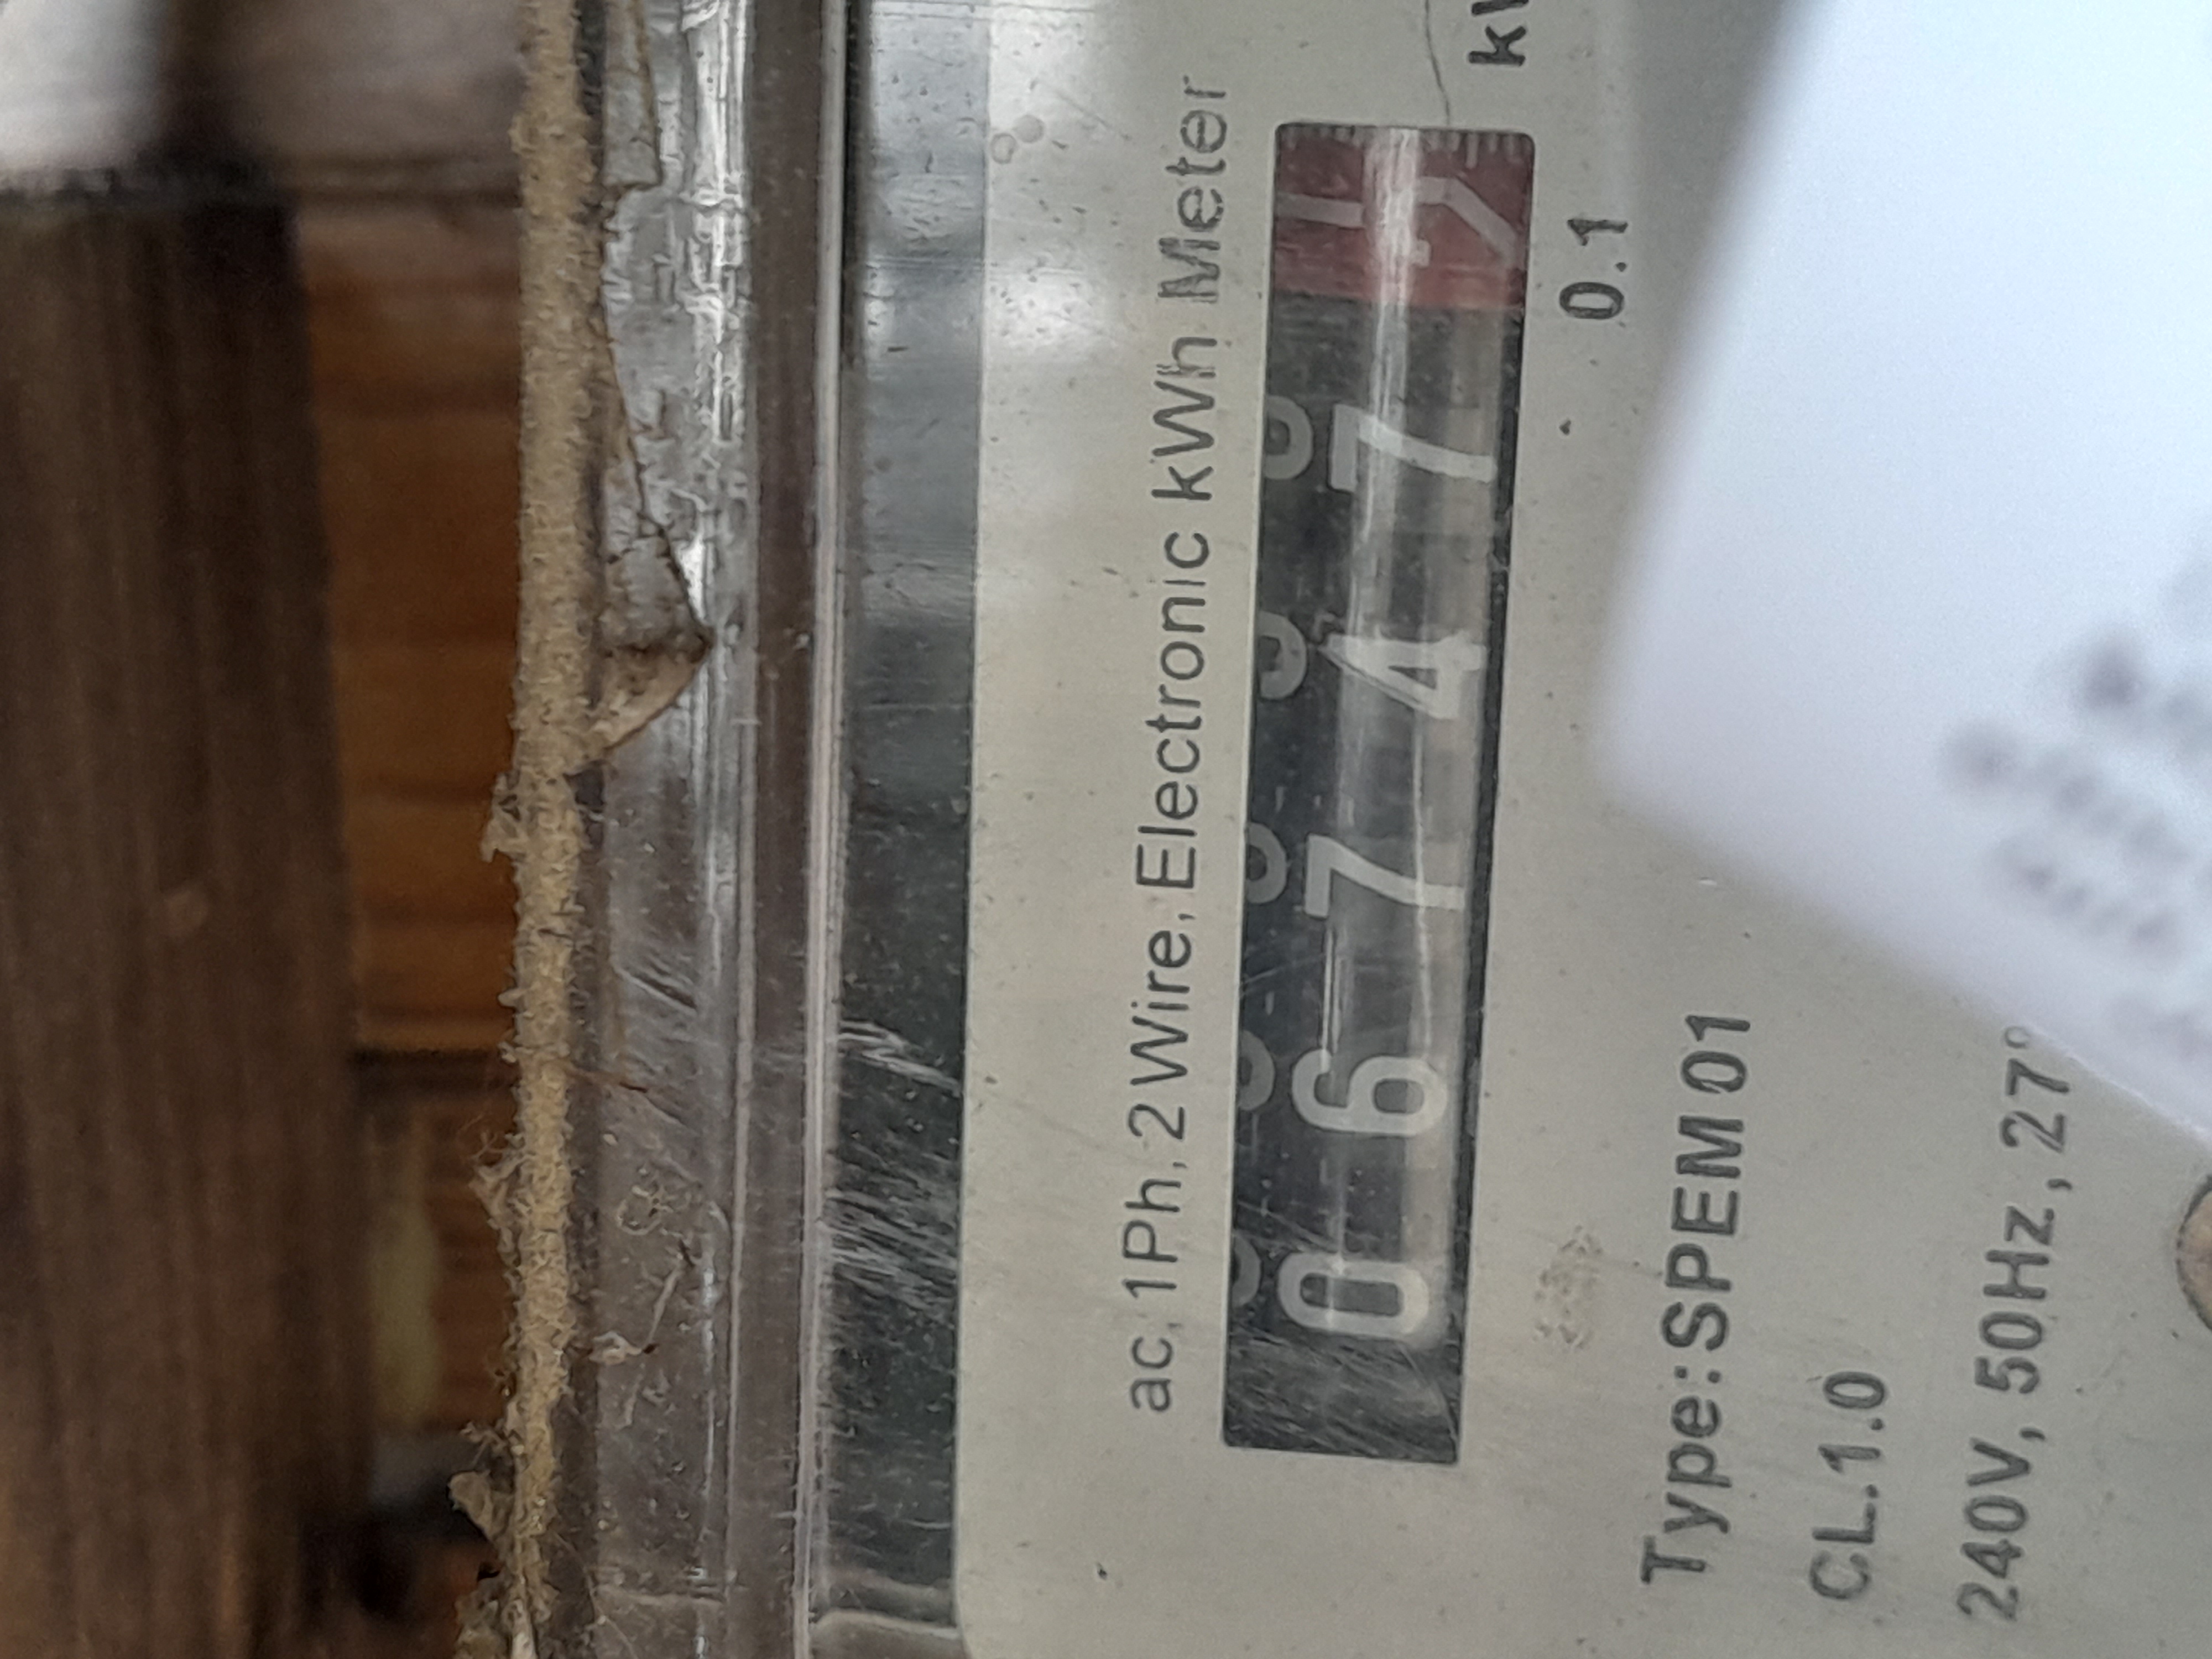 ac, 1Ph, 2 Wire, Electronic kWh Meter
0 6 7 4 7
0.1
Type: SPEM 01
CL.1.0
240V, 50Hz, 27°